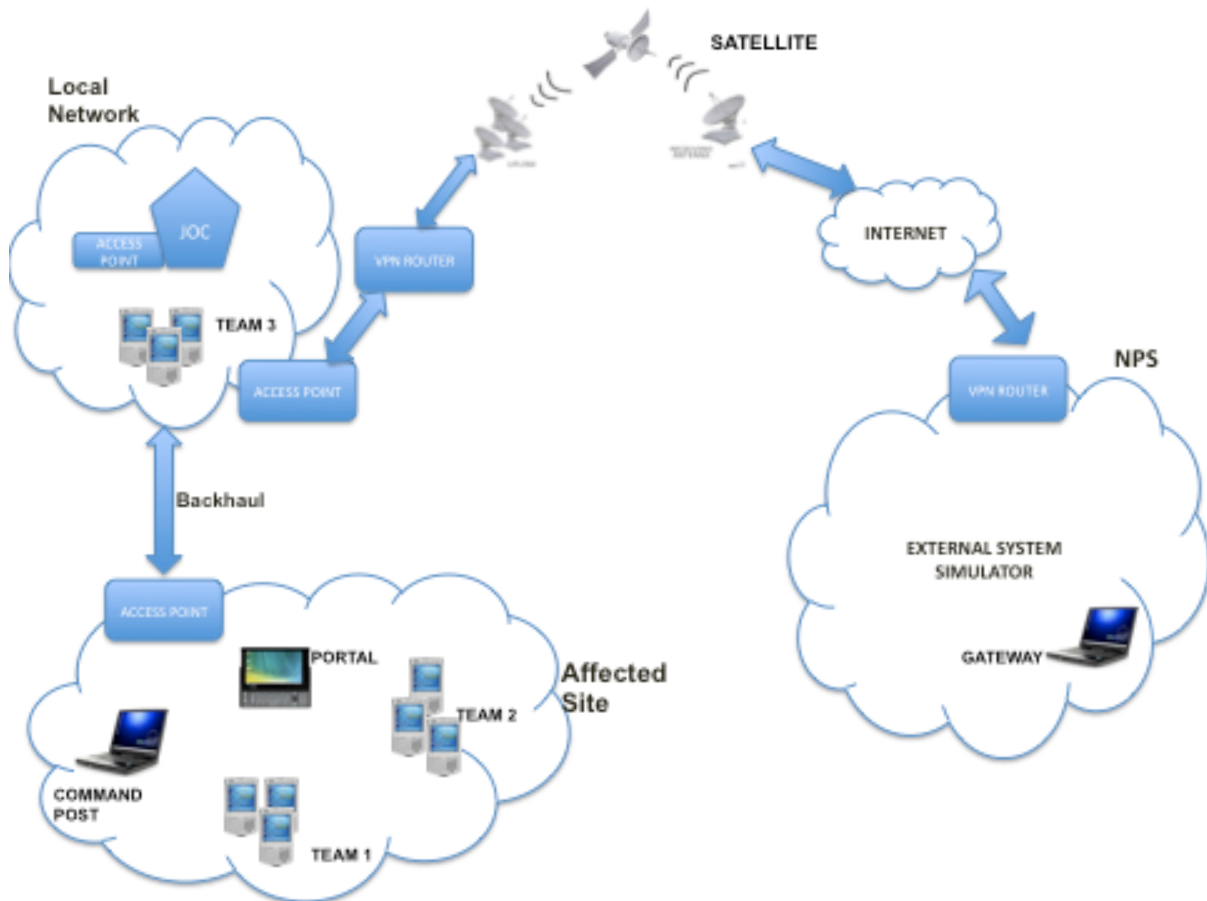 SATELLITE
Local
Network
JOC
ACCESS
POINT
TEAM 3
VPN ROUTER
ACCESS POINT
INTERNET
NPS
VPN ROUTER
Backhaul
EXTERNAL SYSTEM
SIMULATOR
GATEWAY
ACCESS POINT
PORTAL
Affected
Site
TEAM 2
COMMAND
POST
TEAM 1